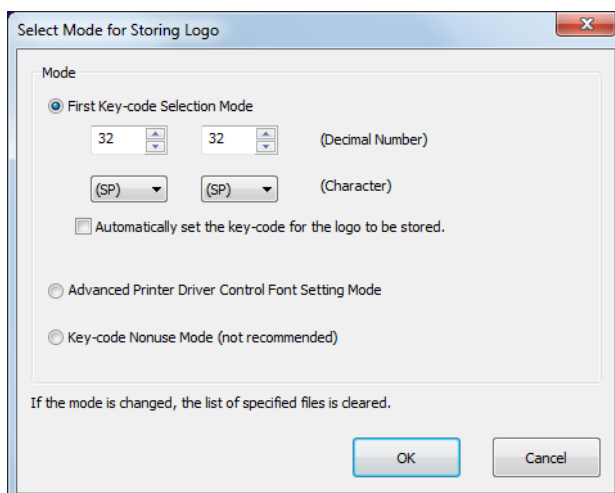 Select Mode for Storing Logo
Mode
First Key-code Selection Mode
32 32 (Decimal Number)
(SP) (SP) (Character)
Automatically set the key-code for the logo to be stored.
Advanced Printer Driver Control Font Setting Mode
Key-code Nonuse Mode (not recommended)
If the mode is changed, the list of specified files is cleared.
OK Cancel